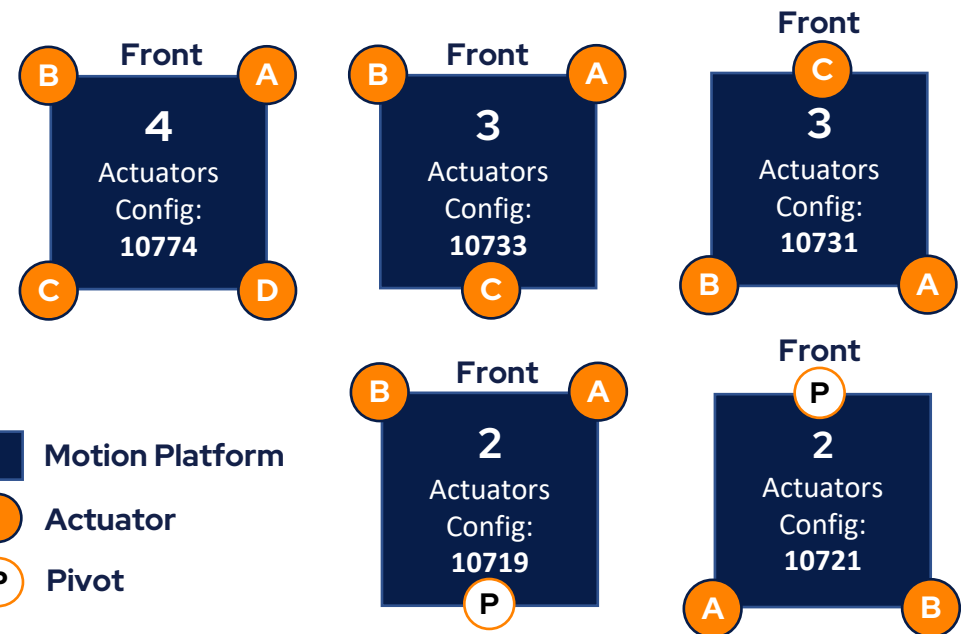 Front
B
A
4
Actuators
Config:
10774
C
D
Front
B
A
3
Actuators
Config:
10733
C
Front
C
3
Actuators
Config:
10731
B
A
Front
B
A
2
Actuators
Config:
10719
P
Front
P
2
Actuators
Config:
10721
A
B
Motion Platform
Actuator
P Pivot